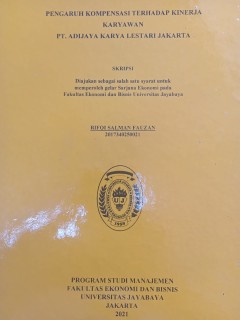 PENGARUH KOMPENSASI TERHADAP KINERJA
KARYAWAN
PT. ADIJAYA KARYA LESTARI JAKARTA
SKRIPSI
Diajukan sebagai salah satu syarat untuk
memperoleh gelar Sarjana Ekonomi pada
Fakultas Ekonomi dan Bisnis Universitas Jayabaya
RIFQI SALMAN FAUZAN
PROGRAM STUDI MANAJEMEN
FAKULTAS EKONOMI DAN BISNIS
UNIVERSITAS JAYABAYA
JAKARTA
2021